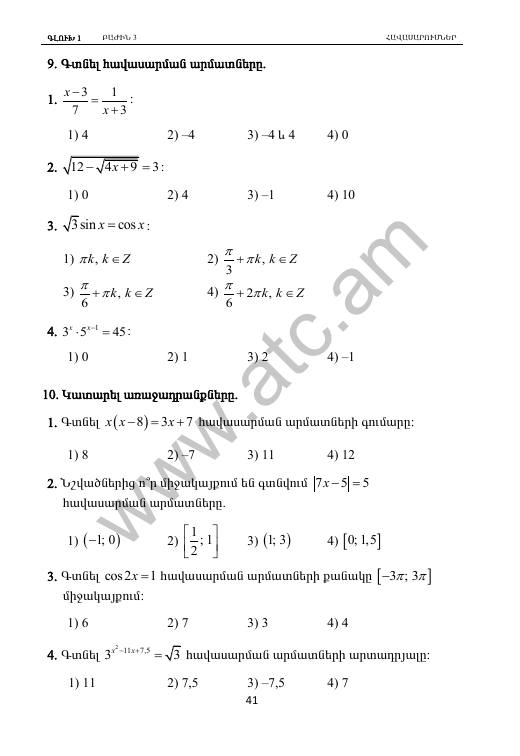 ԳԼՈՒԽ 1 ԲԱԺԻՆ 3 ՀԱՎԱՍԱՐՈՒՄՆԵՐ
9. Գտնել հավասարման արմատները.
1. (x−3)/7 = 1/(x+3):
1) 4 2) –4 3) –4 և 4 4) 0
2. √(12−√(4x+9)) = 3:
1) 0 2) 4 3) –1 4) 10
3. √3 sin x = cos x:
1) πk, k∈Z 2) π/3 + πk, k∈Z
3) π/6 + πk, k∈Z 4) π/6 + 2πk, k∈Z
4. 3^x · 5^(x−1) = 45:
1) 0 2) 1 3) 2 4) –1
10. Կատարել առաջադրանքները.
1. Գտնել x(x−8)=3x+7 հավասարման արմատների գումարը:
1) 8 2) –7 3) 11 4) 12
2. Նշվածներից ո՞ր միջակայքում են գտնվում |7x−5|=5
հավասարման արմատները.
1) (−1; 0) 2) [1/2; 1] 3) (1; 3) 4) [0; 1,5]
3. Գտնել cos2x=1 հավասարման արմատների քանակը [−3π; 3π]
միջակայքում:
1) 6 2) 7 3) 3 4) 4
4. Գտնել 3^(x²−11x+7,5) = √3 հավասարման արմատների արտադրյալը:
1) 11 2) 7,5 3) –7,5 4) 7
41
www.atc.am